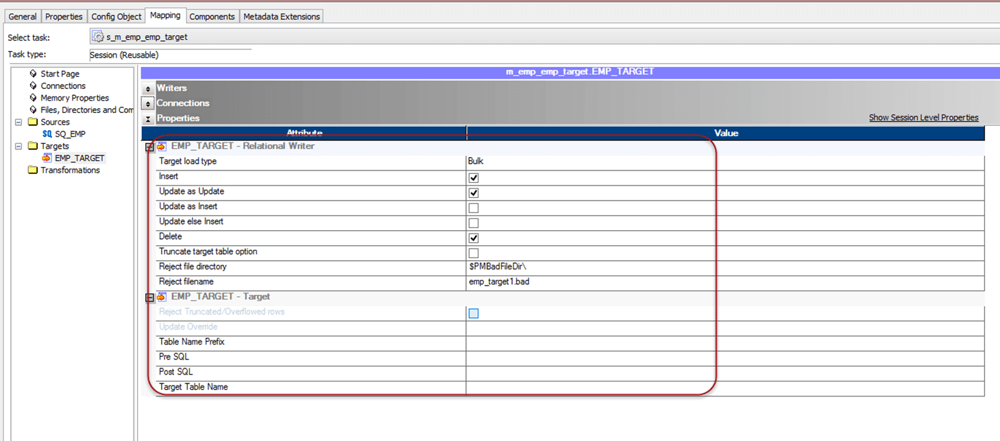 General Properties Config Object Mapping Components Metadata Extensions
Select task: s_m_emp_emp_target
Task type: Session (Reusable)
Start Page
Connections
Memory Properties
Files, Directories and Com
Sources
SQ SQ_EMP
Targets
EMP_TARGET
Transformations
m_emp_emp_target.EMP_TARGET
Writers
Connections
Properties Show Session Level Properties
Attribute Value
EMP_TARGET - Relational Writer
Target load type Bulk
Insert
Update as Update
Update as Insert
Update else Insert
Delete
Truncate target table option
Reject file directory $PMBadFileDir\
Reject filename emp_target1.bad
EMP_TARGET - Target
Reject Truncated/Overflowed rows
Update Override
Table Name Prefix
Pre SQL
Post SQL
Target Table Name